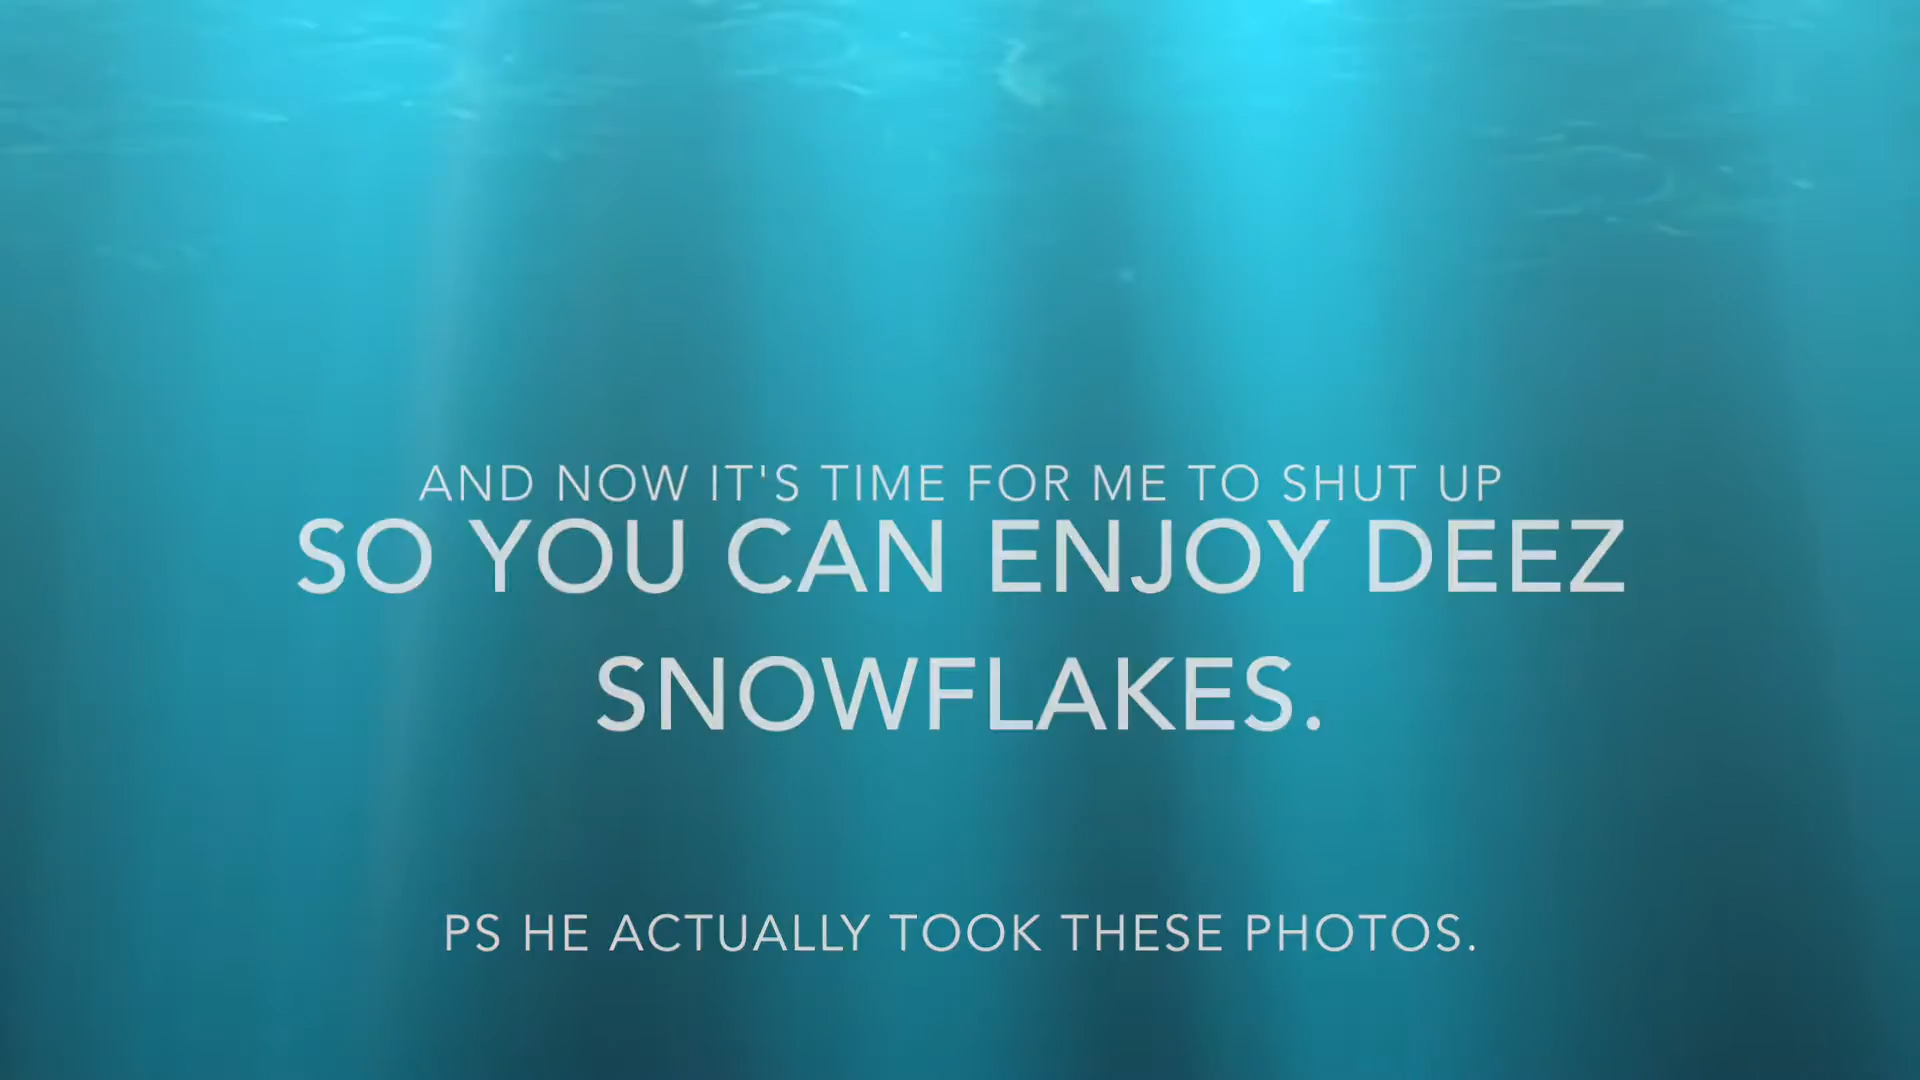 AND NOW IT'S TIME FOR ME TO SHUT UP
SO YOU CAN ENJOY DEEZ
SNOWFLAKES.
PS HE ACTUALLY TOOK THESE PHOTOS.